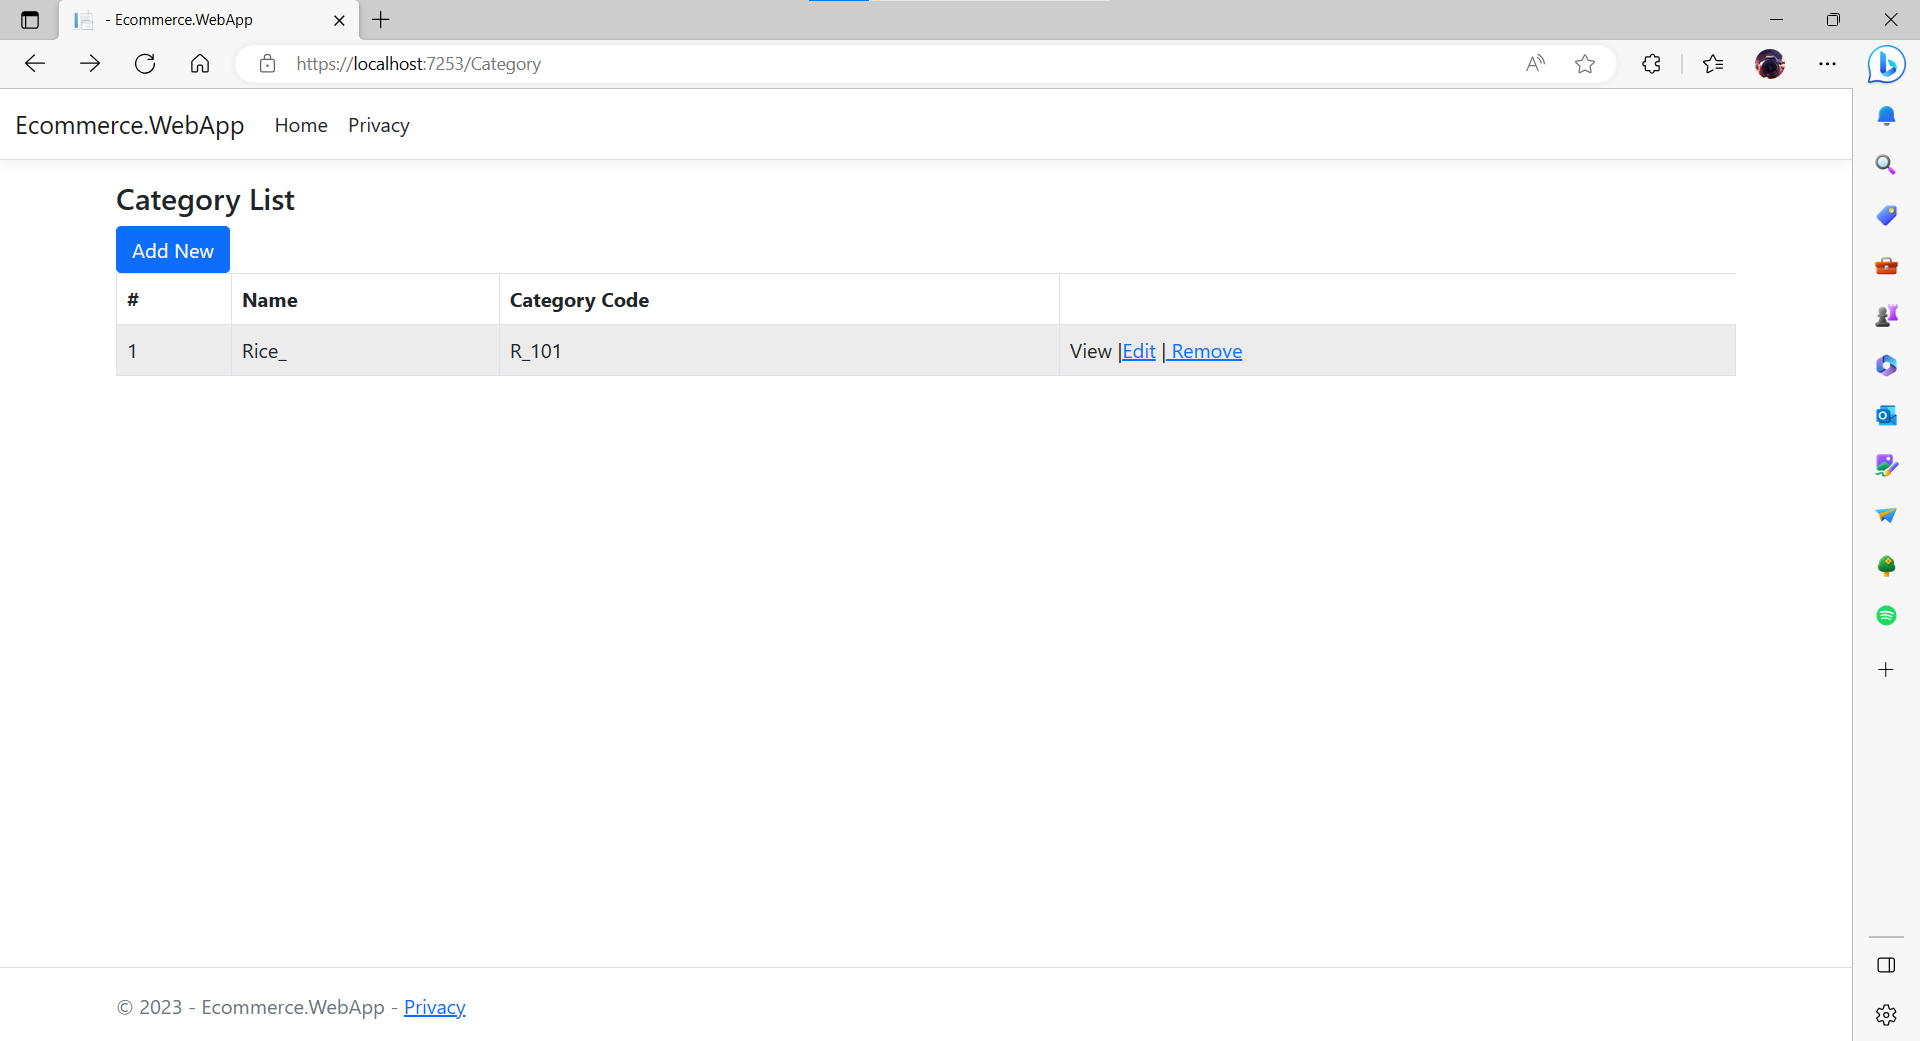 - Ecommerce.WebApp
https://localhost:7253/Category
Ecommerce.WebApp Home Privacy
Category List
Add New
# Name Category Code
1 Rice_ R_101 View |Edit | Remove
© 2023 - Ecommerce.WebApp - Privacy